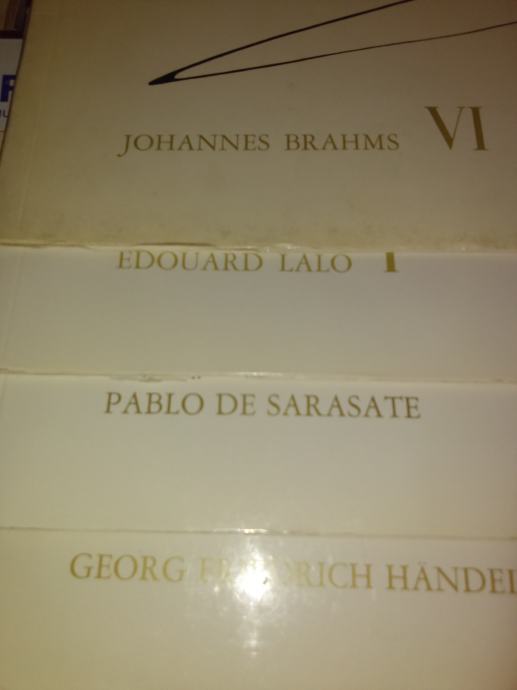 JOHANNES BRAHMS VI
EDOUARD LALO I
PABLO DE SARASATE
GEORG FRIEDRICH HÄNDEL